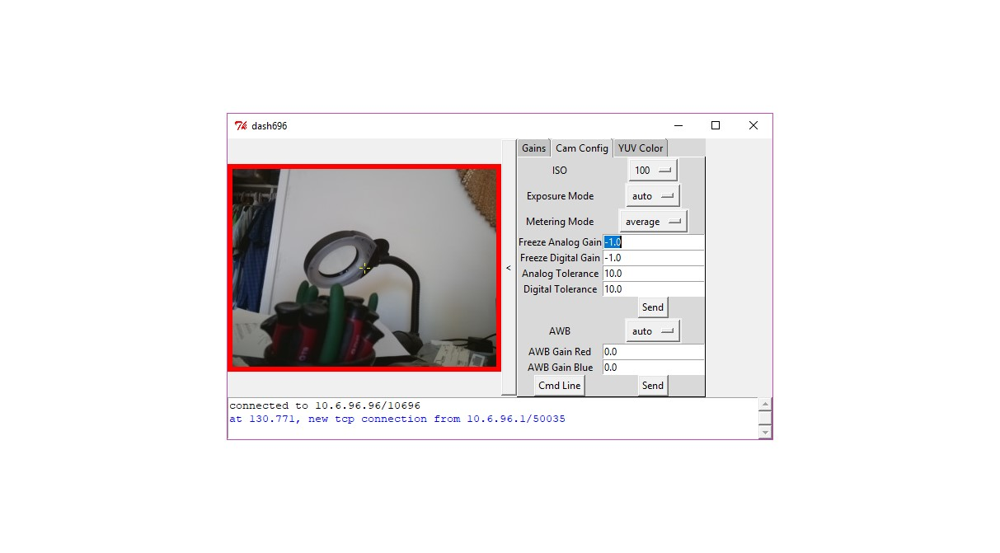 dash696
Gains Cam Config YUV Color
ISO 100
Exposure Mode auto
Metering Mode average
Freeze Analog Gain -1.0
Freeze Digital Gain -1.0
Analog Tolerance 10.0
Digital Tolerance 10.0
<
Send
AWB auto
AWB Gain Red 0.0
AWB Gain Blue 0.0
Cmd Line Send
connected to 10.6.96.96/10696
at 130.771, new tcp connection from 10.6.96.1/50035